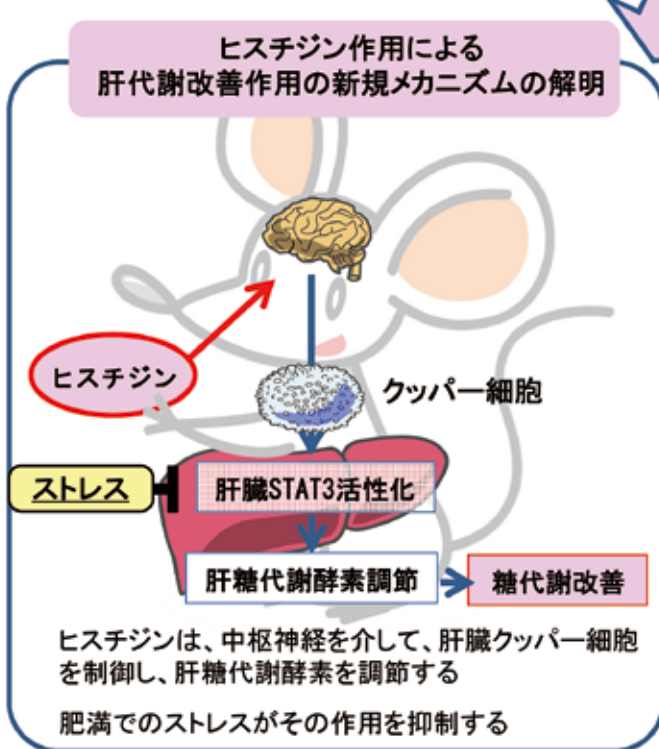 ヒスチジン作用による
肝代謝改善作用の新規メカニズムの解明
ヒスチジン
クッパー細胞
ストレス
肝臓STAT3活性化
肝糖代謝酵素調節
糖代謝改善
ヒスチジンは、中枢神経を介して、肝臓クッパー細胞
を制御し、肝糖代謝酵素を調節する
肥満でのストレスがその作用を抑制する